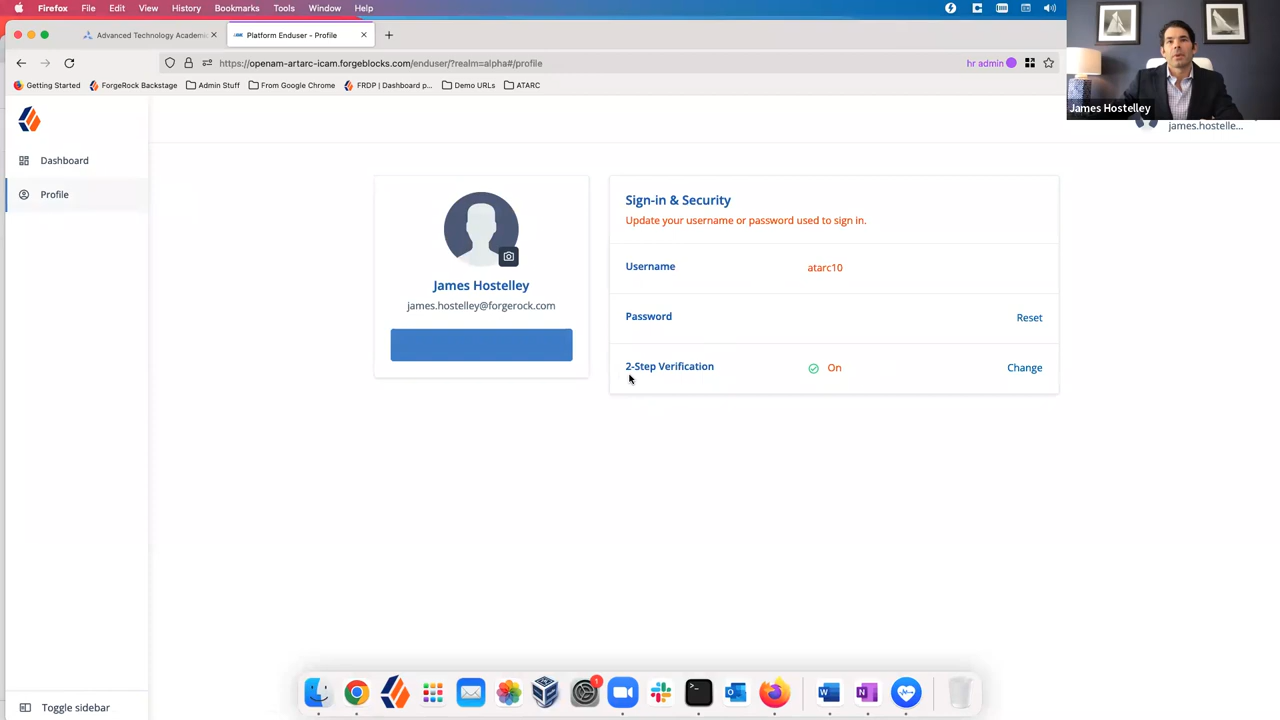 Firefox File Edit View History Bookmarks Tools Window Help
Advanced Technology Academic
Platform Enduser - Profile
https://openam-artarc-icam.forgeblocks.com/enduser/?realm=alpha#/profile
hr admin
Getting Started ForgeRock Backstage Admin Stuff From Google Chrome FRDP | Dashboard p... Demo URLs ATARC
James Hostelley
james.hostelle...
Dashboard
Profile
James Hostelley
james.hostelley@forgerock.com
Sign-in & Security
Update your username or password used to sign in.
Username atarc10
Password Reset
2-Step Verification On Change
1
Toggle sidebar